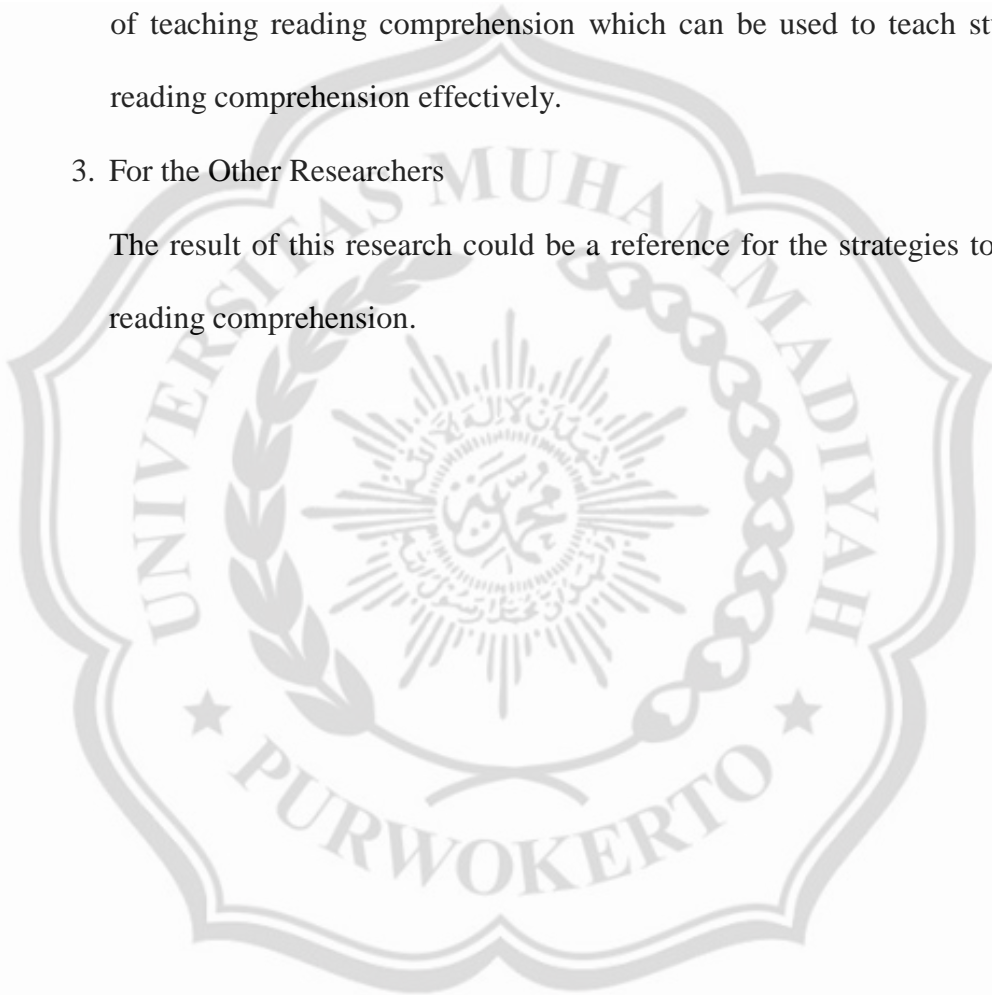 of teaching reading comprehension which can be used to teach st
reading comprehension effectively.
3. For the Other Researchers
The result of this research could be a reference for the strategies to
reading comprehension.
UNIVERSITAS MUHAMMADIYAH
PURWOKERTO